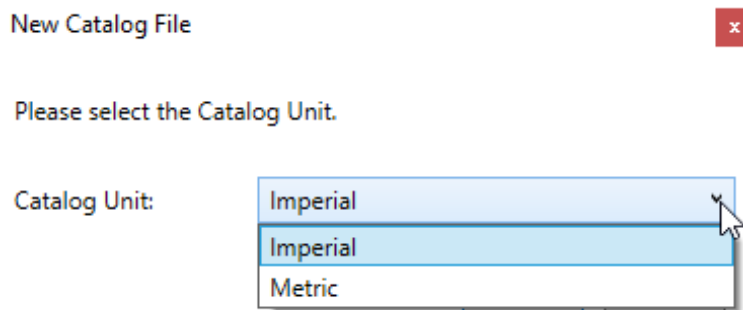 New Catalog File
x
Please select the Catalog Unit.
Catalog Unit: Imperial
Imperial
Metric